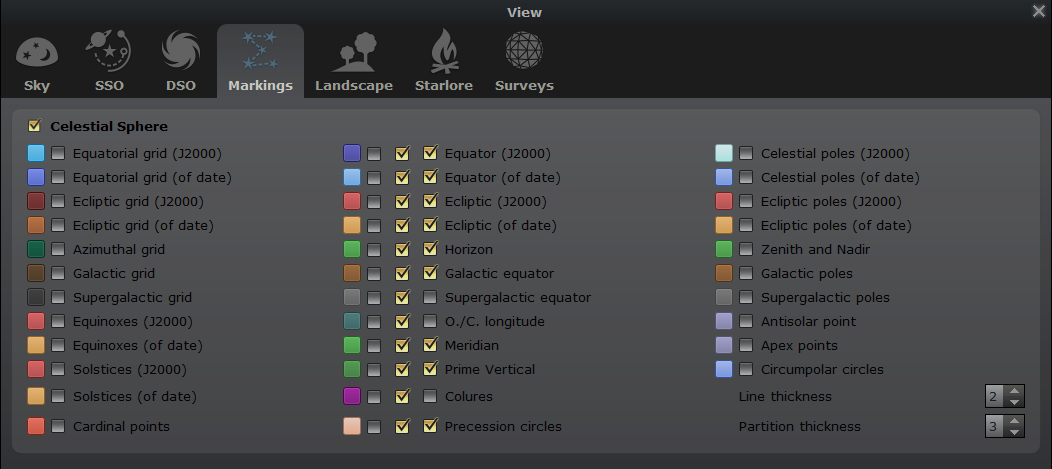 View
Sky SSO DSO Markings Landscape Starlore Surveys
Celestial Sphere
Equatorial grid (J2000) Equator (J2000) Celestial poles (J2000)
Equatorial grid (of date) Equator (of date) Celestial poles (of date)
Ecliptic grid (J2000) Ecliptic (J2000) Ecliptic poles (J2000)
Ecliptic grid (of date) Ecliptic (of date) Ecliptic poles (of date)
Azimuthal grid Horizon Zenith and Nadir
Galactic grid Galactic equator Galactic poles
Supergalactic grid Supergalactic equator Supergalactic poles
Equinoxes (J2000) O./C. longitude Antisolar point
Equinoxes (of date) Meridian Apex points
Solstices (J2000) Prime Vertical Circumpolar circles
Solstices (of date) Colures Line thickness 2
Cardinal points Precession circles Partition thickness 3